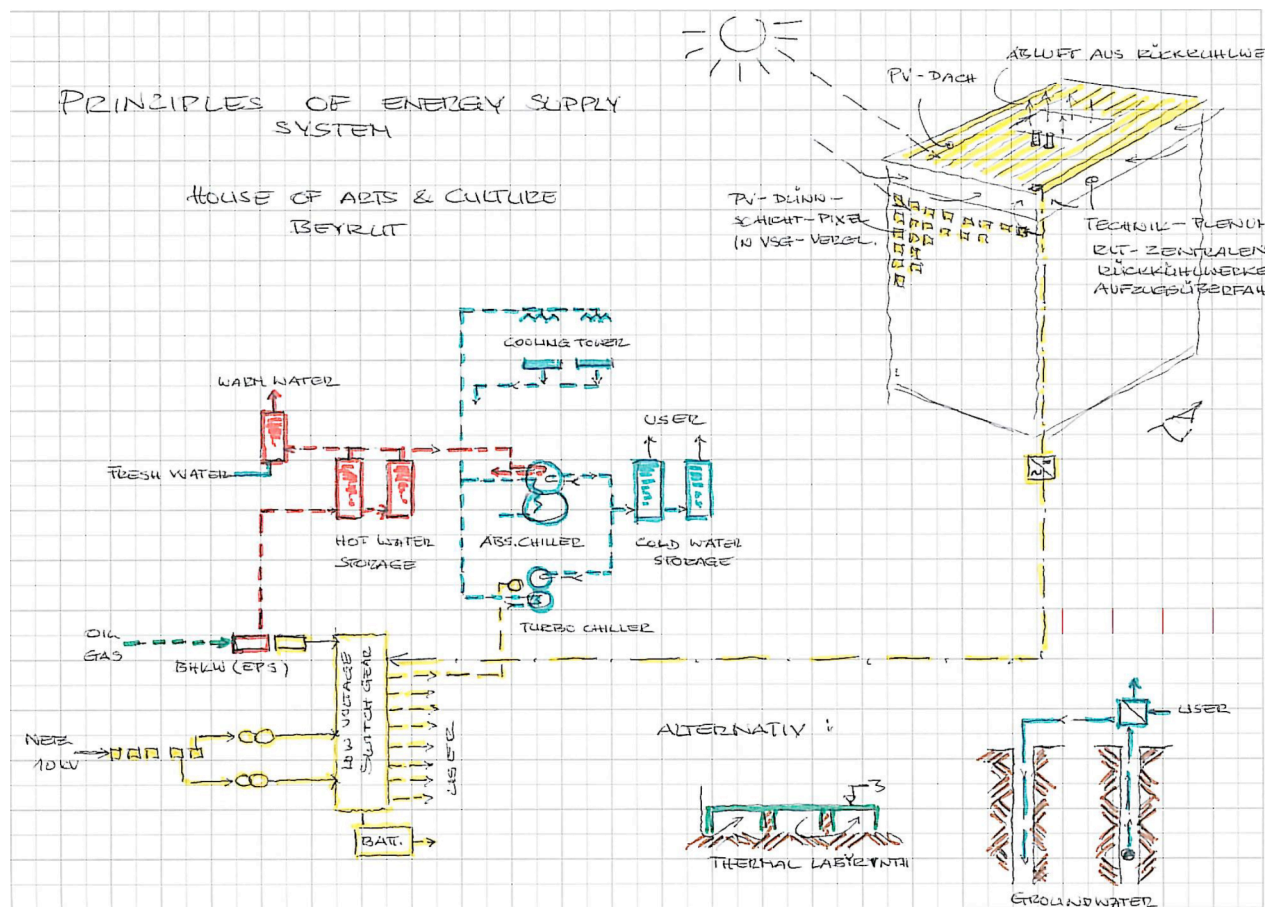 PRINCIPLES OF ENERGY SUPPLY
SYSTEM
HOUSE OF ARTS & CULTURE
BEYRUT
ABLUFT AUS RÜCKKÜHLWE
PV-DACH
PV-DÜNN-
SCHICHT-PIXEL
IN VSG-VERGL.
TECHNIK-PLENUM
RLT-ZENTRALEN
RÜCKKÜHLWERKE
AUFZUGSÜBERFAH
COOLING TOWER
WARM WATER
FRESH WATER
HOT WATER
STORAGE
ABS. CHILLER
USER
COLD WATER
STORAGE
TURBO CHILLER
OIL
GAS
BHKW (EPS)
LOW VOLTAGE
SWITCH GEAR
USER
NETZ
10 KV
BATT.
ALTERNATIV :
THERMAL LABYRYNTH
USER
GROUNDWATER